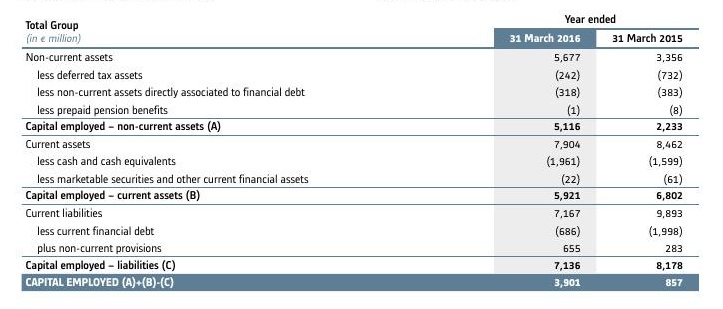 Total Group
(in € million)
Year ended
31 March 2016 31 March 2015
Non-current assets 5,677 3,356
less deferred tax assets (242) (732)
less non-current assets directly associated to financial debt (318) (383)
less prepaid pension benefits (1) (8)
Capital employed – non-current assets (A) 5,116 2,233
Current assets 7,904 8,462
less cash and cash equivalents (1,961) (1,599)
less marketable securities and other current financial assets (22) (61)
Capital employed – current assets (B) 5,921 6,802
Current liabilities 7,167 9,893
less current financial debt (686) (1,998)
plus non-current provisions 655 283
Capital employed – liabilities (C) 7,136 8,178
CAPITAL EMPLOYED (A)+(B)-(C) 3,901 857